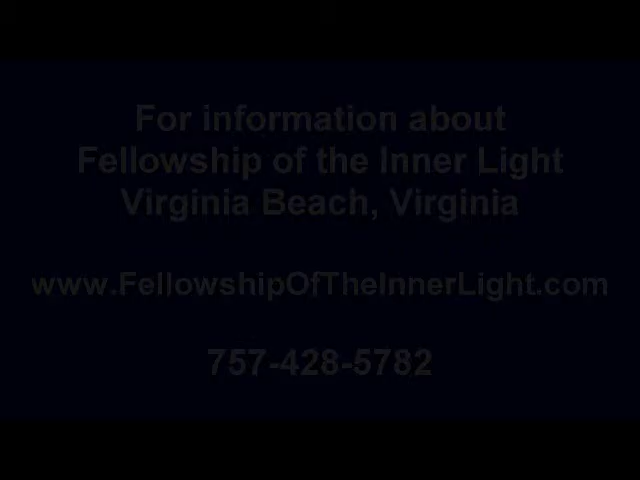 For information about
Fellowship of the Inner Light
Virginia Beach, Virginia
www.FellowshipOfTheInnerLight.com
757-428-5782